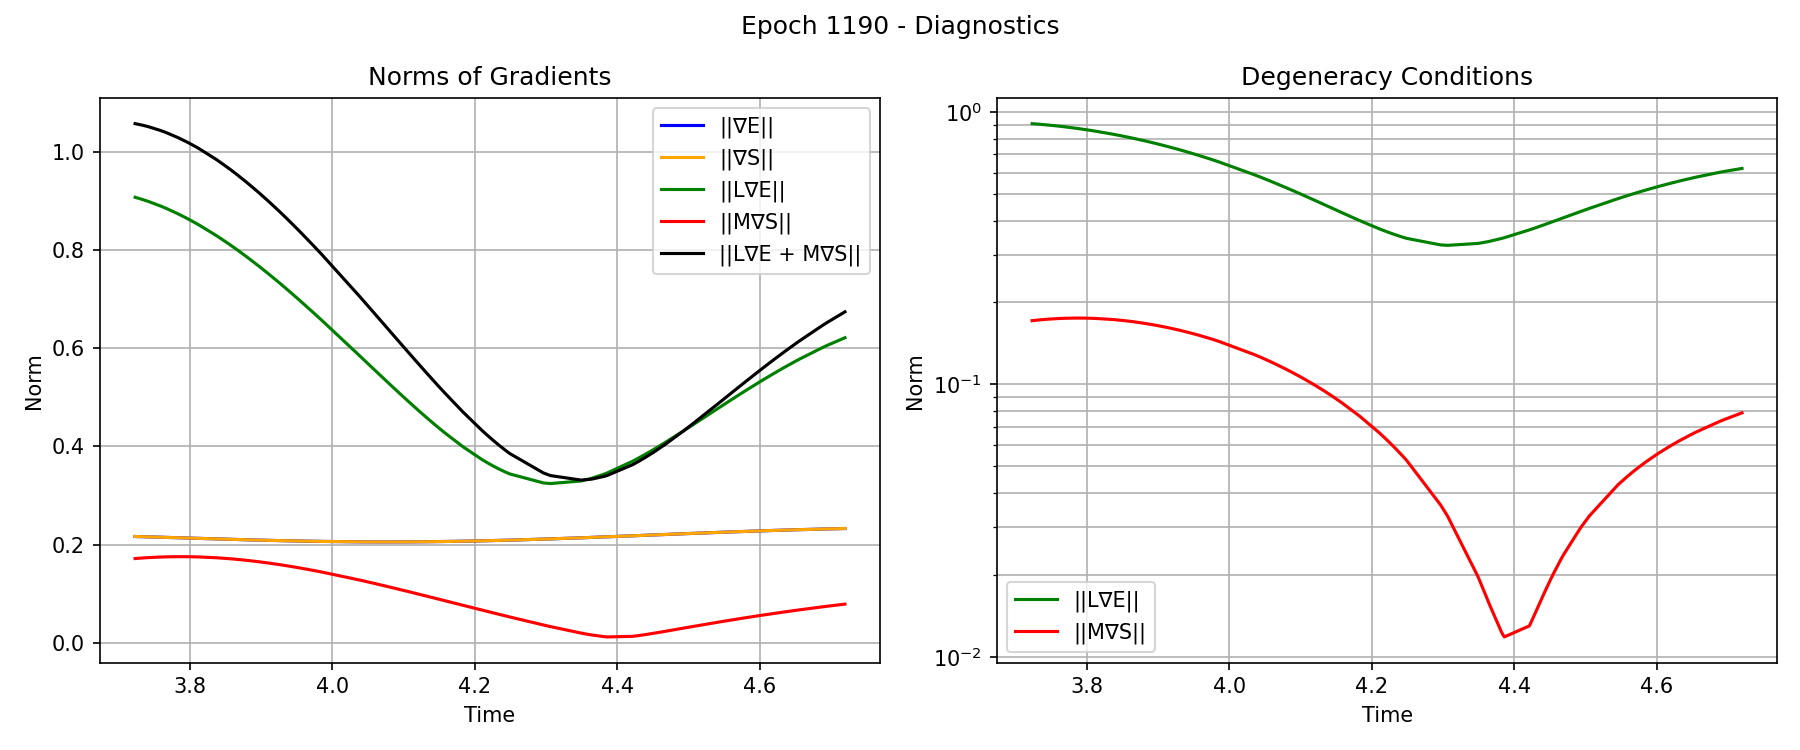 Epoch 1190 - Diagnostics
Norms of Gradients
Norm
1.0
0.8
0.6
0.4
0.2
0.0
3.8
4.0
4.2
4.4
4.6
Time
||∇E||
||∇S||
||L∇E||
||M∇S||
||L∇E + M∇S||
Degeneracy Conditions
Norm
10⁰
10⁻¹
10⁻²
3.8
4.0
4.2
4.4
4.6
Time
||L∇E||
||M∇S||